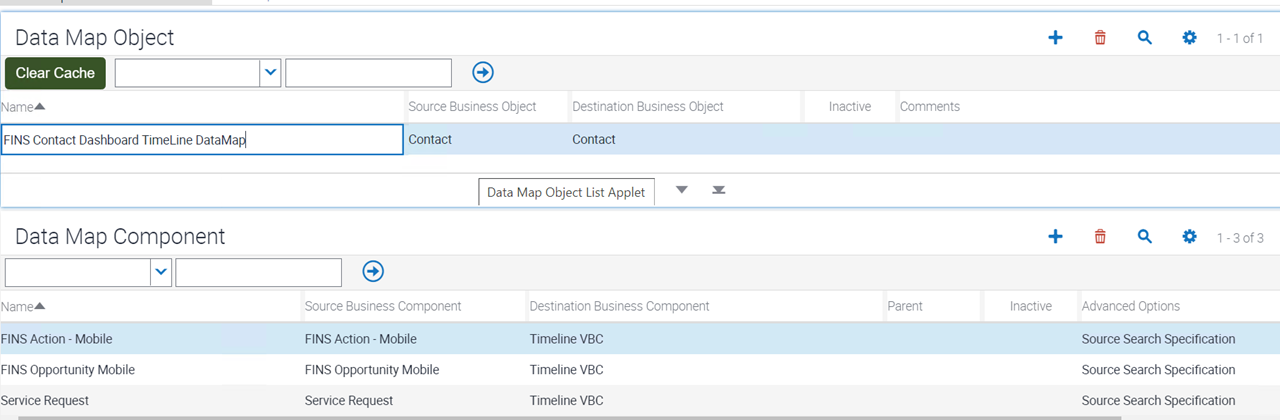 Data Map Object
1 - 1 of 1
Clear Cache
Name Source Business Object Destination Business Object Inactive Comments
FINS Contact Dashboard TimeLine DataMap Contact Contact
Data Map Object List Applet
Data Map Component
1 - 3 of 3
Name Source Business Component Destination Business Component Parent Inactive Advanced Options
FINS Action - Mobile FINS Action - Mobile Timeline VBC Source Search Specification
FINS Opportunity Mobile FINS Opportunity Mobile Timeline VBC Source Search Specification
Service Request Service Request Timeline VBC Source Search Specification